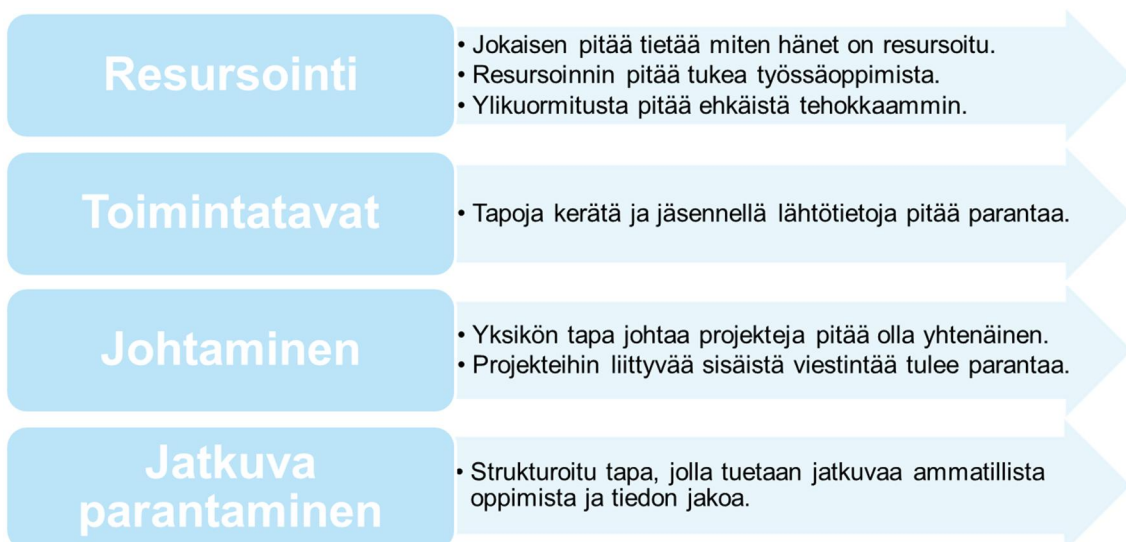 Resursointi
• Jokaisen pitää tietää miten hänet on resursoitu.
• Resursoinnin pitää tukea työssäoppimista.
• Ylikuormitusta pitää ehkäistä tehokkaammin.
Toimintatavat
• Tapoja kerätä ja jäsennellä lähtötietoja pitää parantaa.
Johtaminen
• Yksikön tapa johtaa projekteja pitää olla yhtenäinen.
• Projekteihin liittyvää sisäistä viestintää tulee parantaa.
Jatkuva
parantaminen
• Strukturoitu tapa, jolla tuetaan jatkuvaa ammatillista
oppimista ja tiedon jakoa.